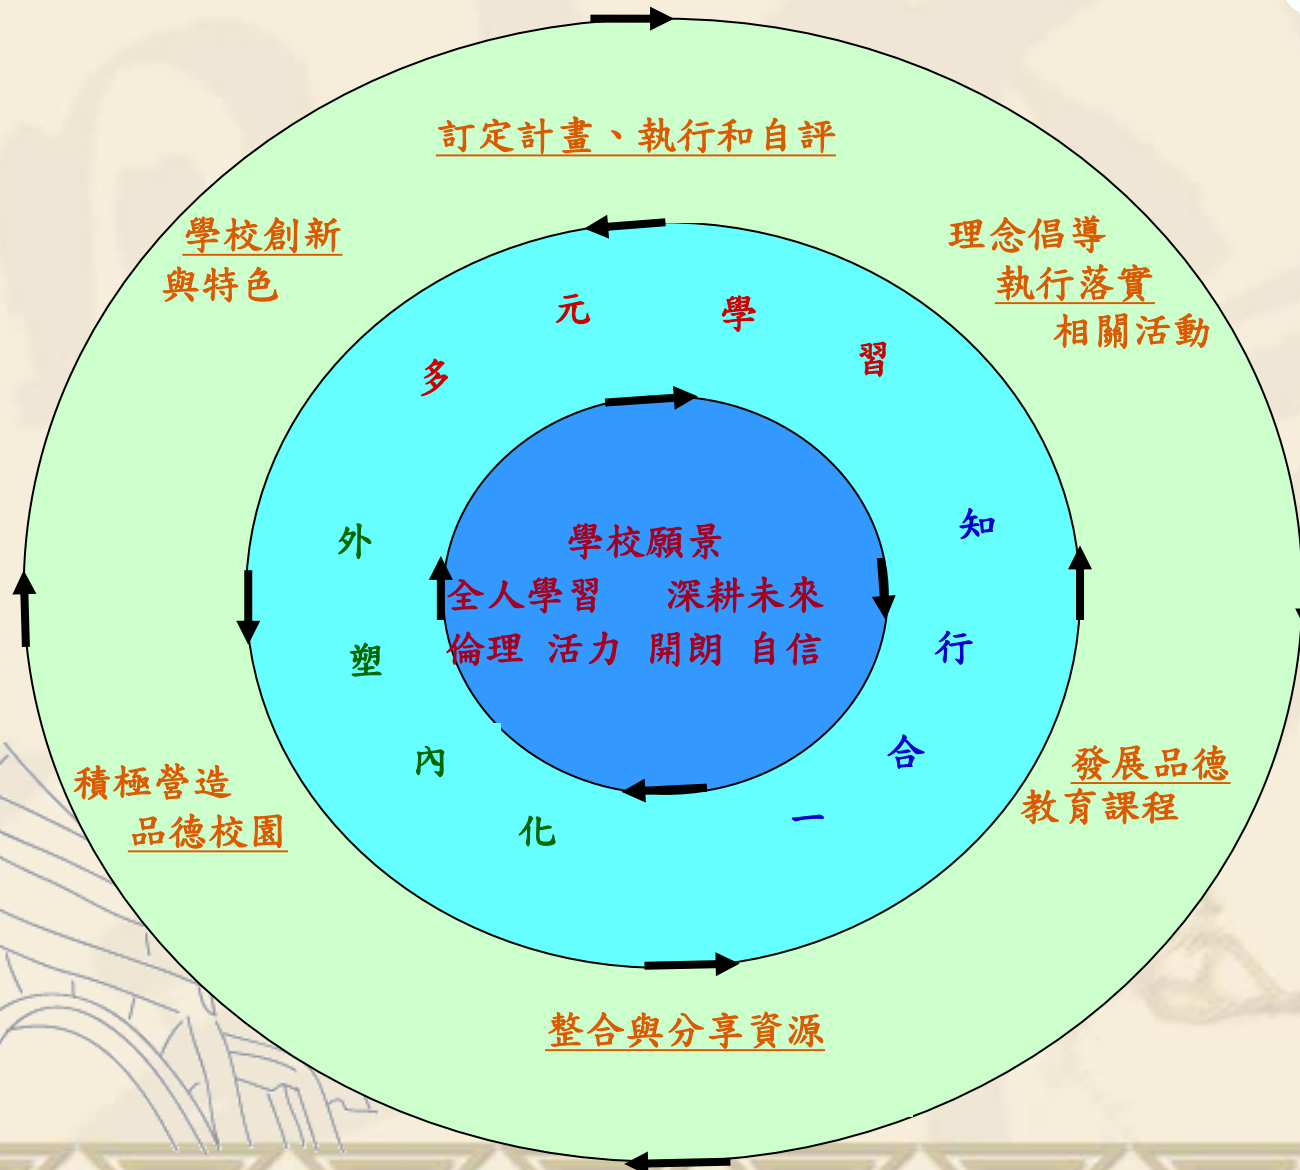 訂定計畫、執行和自評
學校創新
與特色
理念倡導
執行落實
相關活動
多元學習
外塑內化
知行合一
學校願景
全人學習 深耕未來
倫理 活力 開朗 自信
積極營造
品德校園
發展品德
教育課程
整合與分享資源